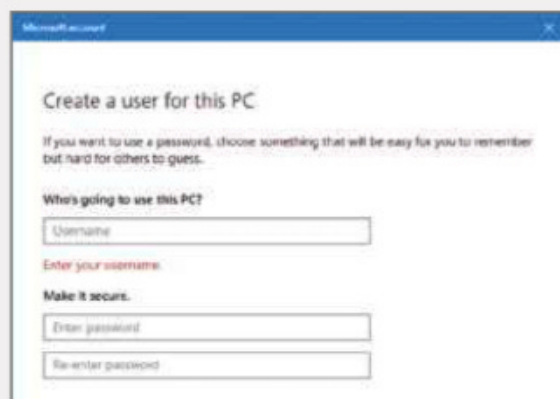 Microsoft account
Create a user for this PC
If you want to use a password, choose something that will be easy for you to remember
but hard for others to guess.
Who's going to use this PC?
Username
Enter your username.
Make it secure.
Enter password
Re-enter password